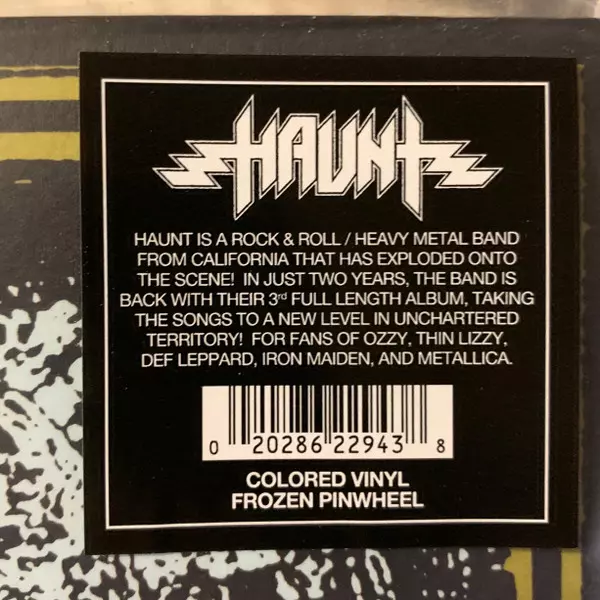 HAUNT
HAUNT IS A ROCK & ROLL / HEAVY METAL BAND
FROM CALIFORNIA THAT HAS EXPLODED ONTO
THE SCENE! IN JUST TWO YEARS, THE BAND IS
BACK WITH THEIR 3rd FULL LENGTH ALBUM, TAKING
THE SONGS TO A NEW LEVEL IN UNCHARTERED
TERRITORY! FOR FANS OF OZZY, THIN LIZZY,
DEF LEPPARD, IRON MAIDEN, AND METALLICA.
0 20286 22943 8
COLORED VINYL
FROZEN PINWHEEL